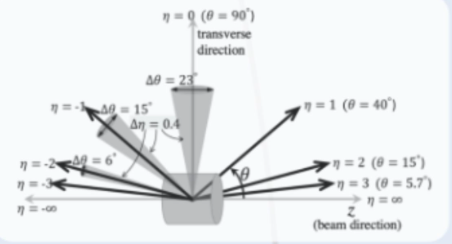 η = 0 (θ = 90°)
transverse
direction
Δθ = 23°
η = -1
Δθ = 15°
Δη = 0.4
η = 1 (θ = 40°)
η = -2
Δθ = 6°
θ
η = 2 (θ = 15°)
η = -3
η = 3 (θ = 5.7°)
η = -∞
z
η = ∞
(beam direction)